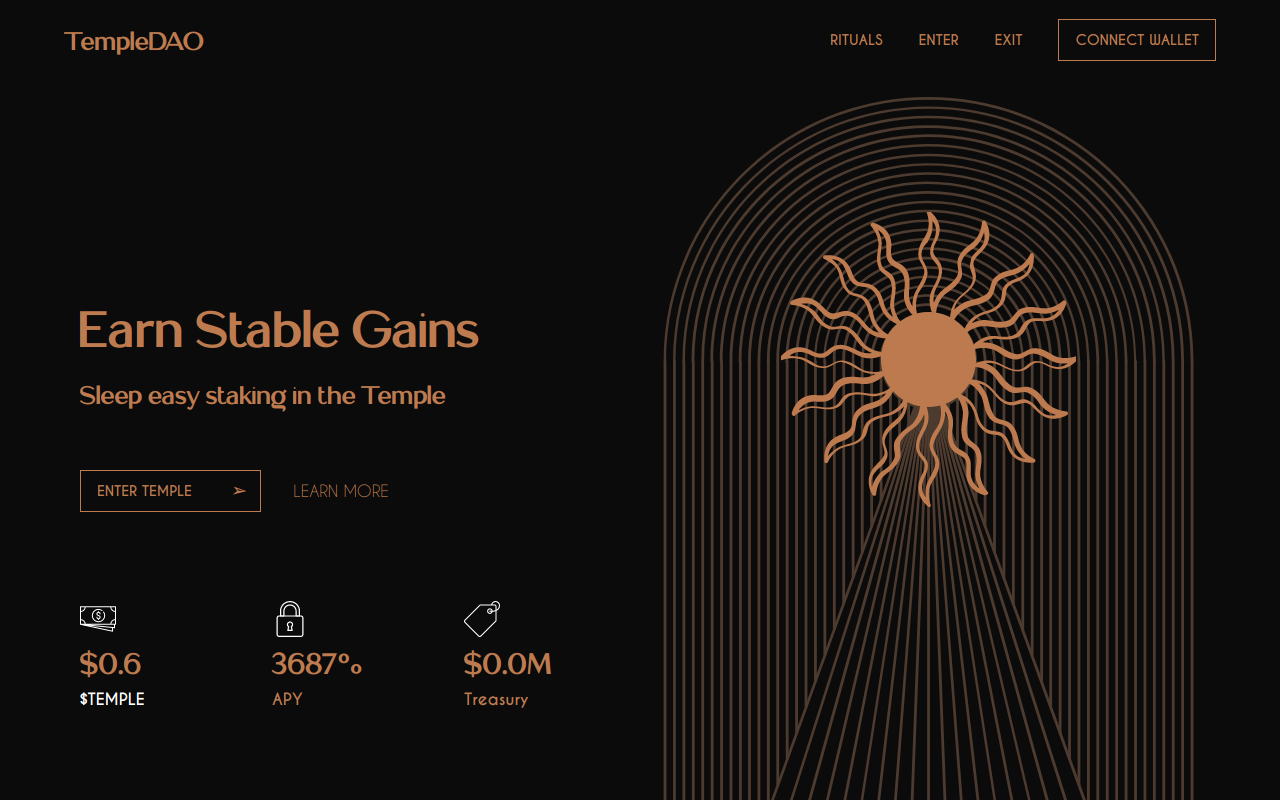 TempleDAO
RITUALS ENTER EXIT CONNECT WALLET
Earn Stable Gains
Sleep easy staking in the Temple
ENTER TEMPLE ➢ LEARN MORE
$0.6 3687% $0.0M
$TEMPLE APY Treasury